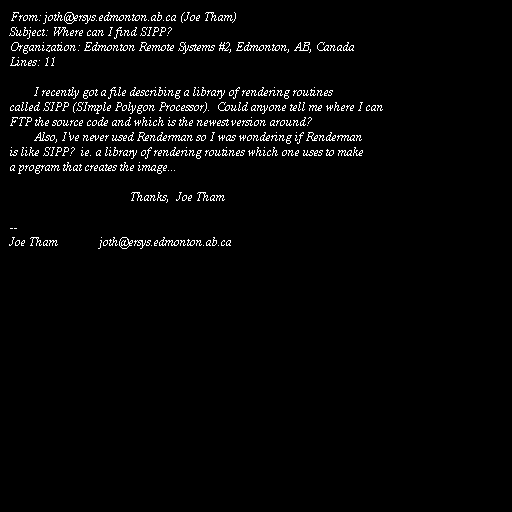 From: joth@ersys.edmonton.ab.ca (Joe Tham)
Subject: Where can I find SIPP?
Organization: Edmonton Remote Systems #2, Edmonton, AB, Canada
Lines: 11

I recently got a file describing a library of rendering routines
called SIPP (SImple Polygon Processor).  Could anyone tell me where I can
FTP the source code and which is the newest version around?
Also, I've never used Renderman so I was wondering if Renderman
is like SIPP?  ie. a library of rendering routines which one uses to make
a program that creates the image...

Thanks,  Joe Tham

--
Joe Tham            joth@ersys.edmonton.ab.ca